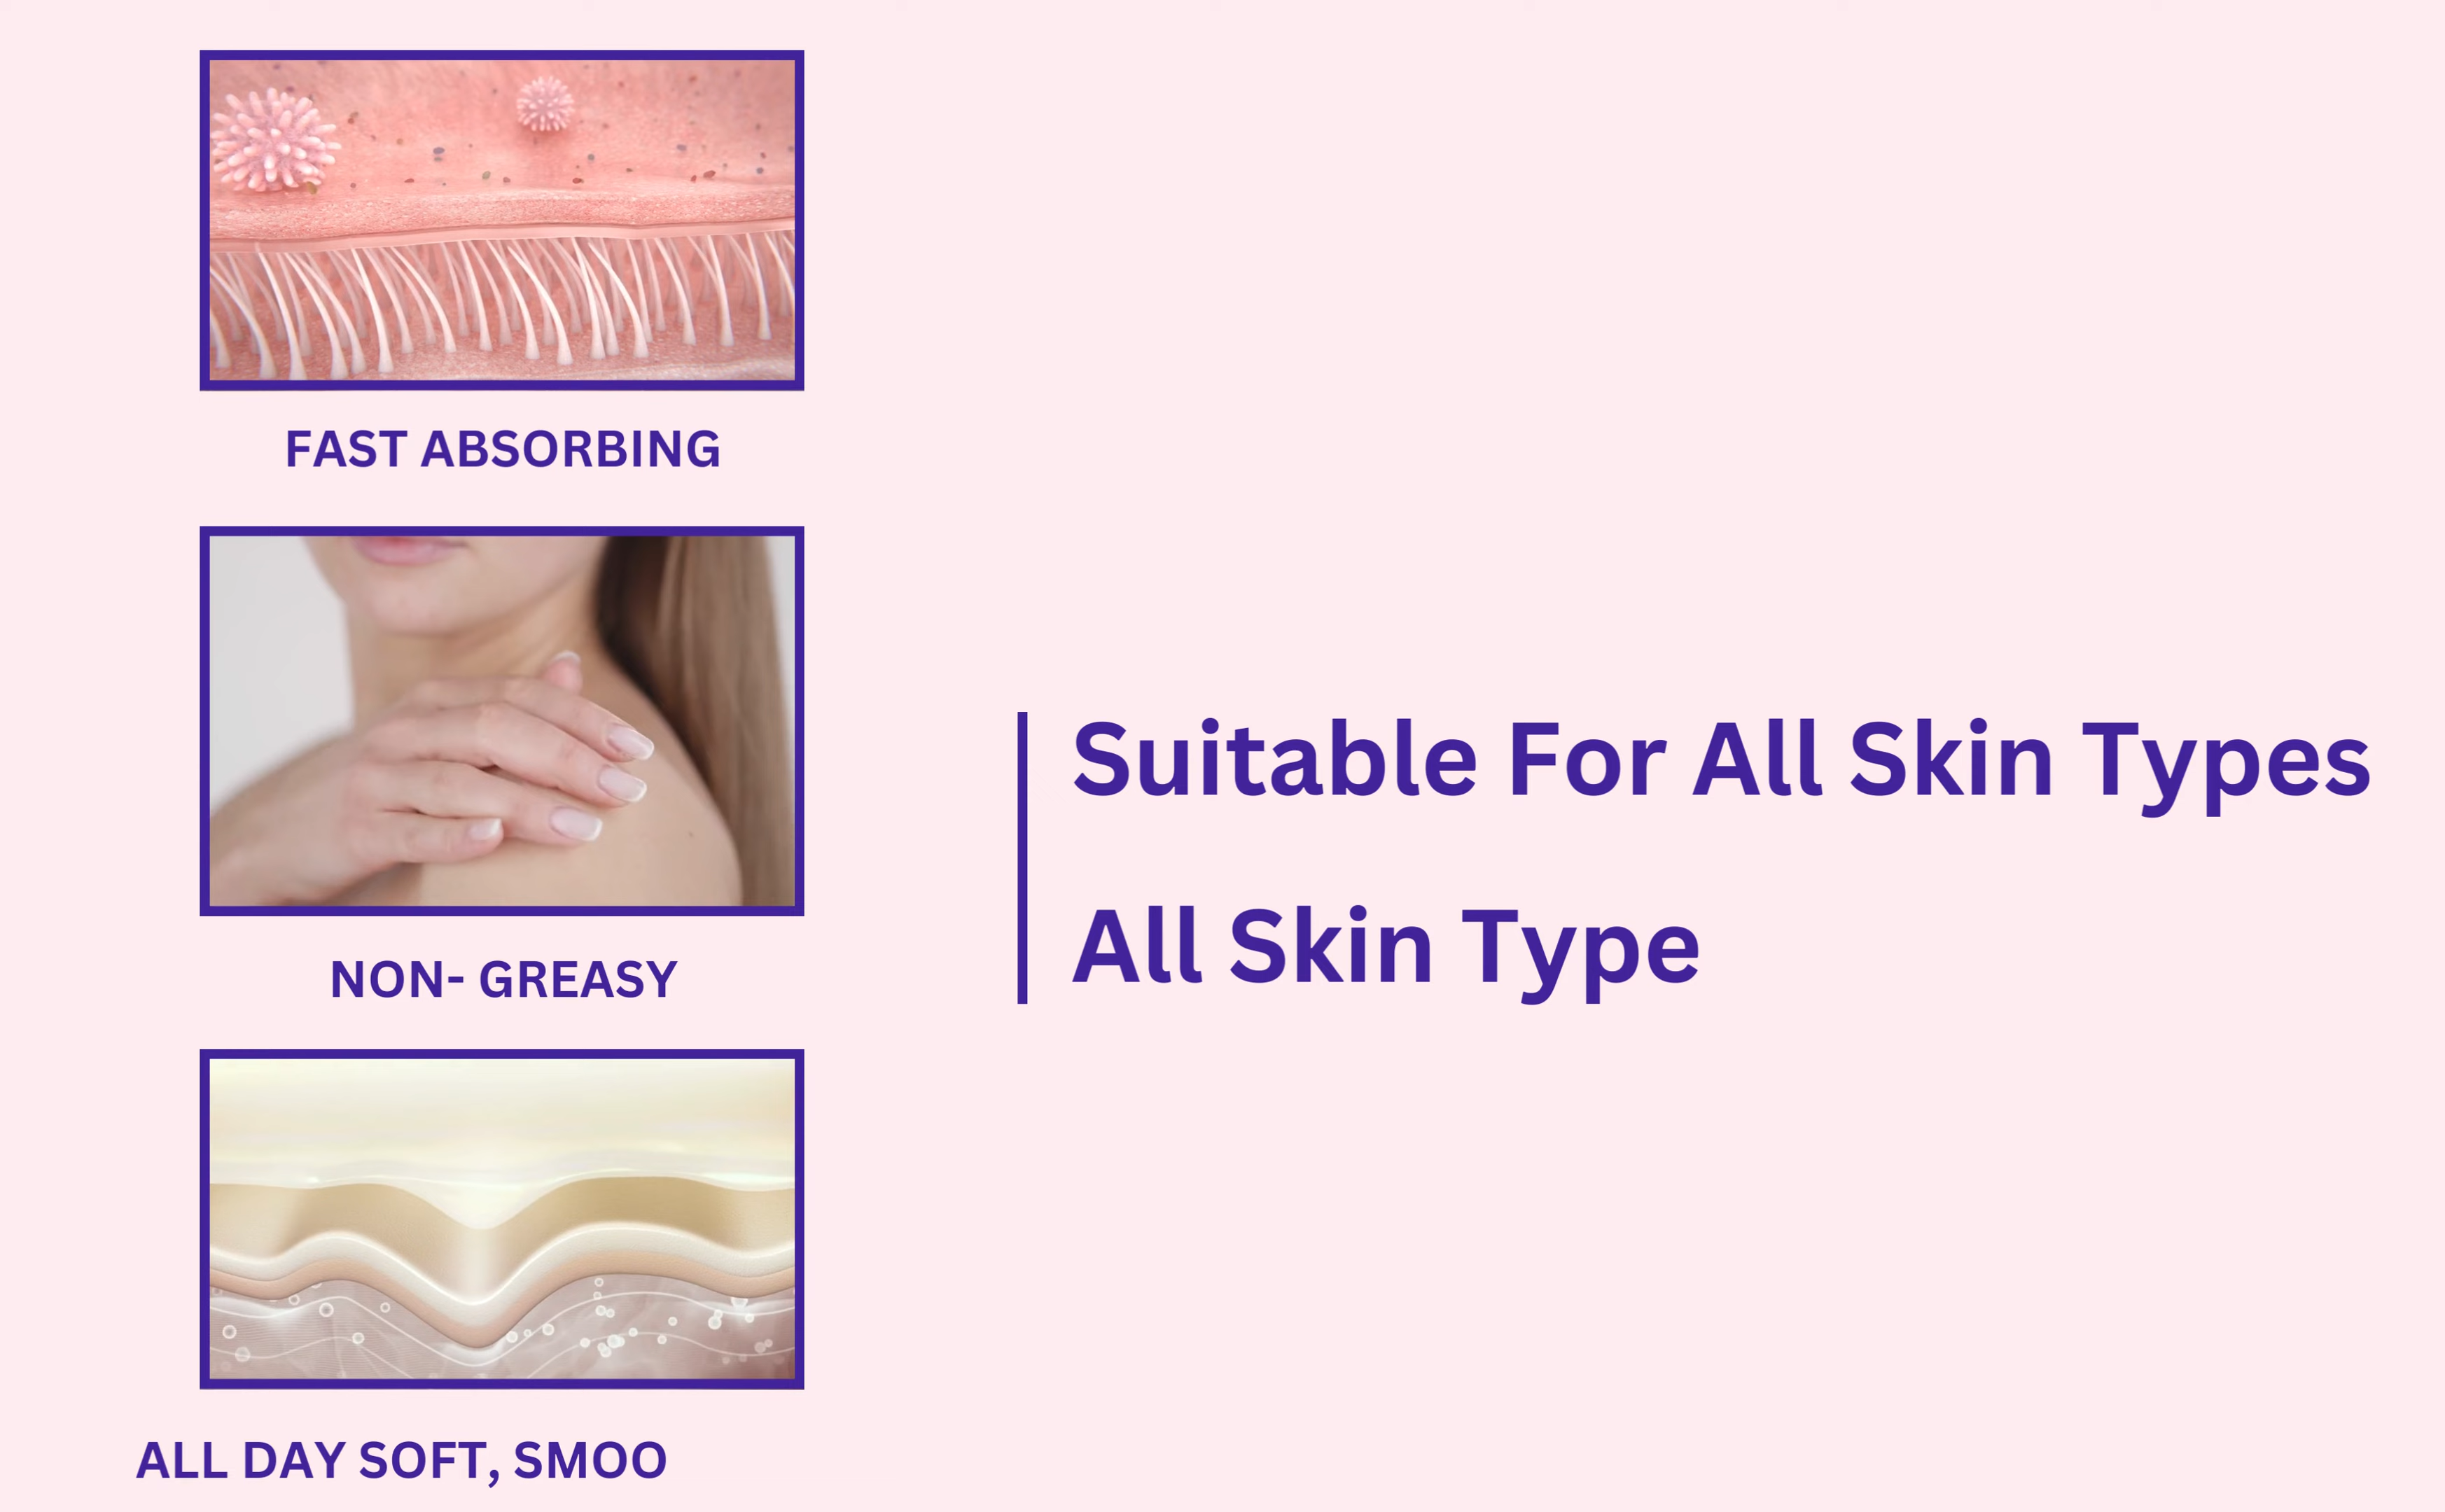 FAST ABSORBING
NON- GREASY
ALL DAY SOFT, SMOO
Suitable For All Skin Types
All Skin Type